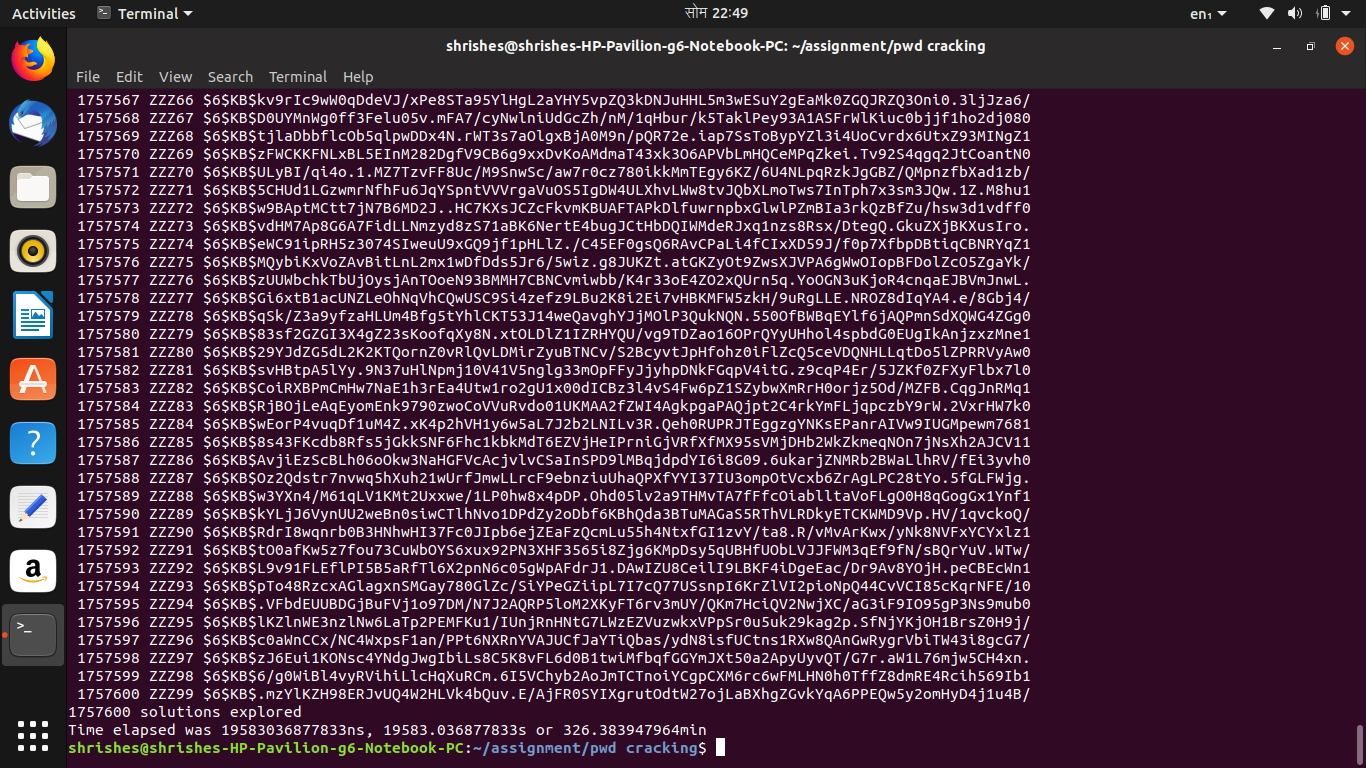 Activities Terminal सोम 22:49 en₁
shrishes@shrishes-HP-Pavilion-g6-Notebook-PC: ~/assignment/pwd cracking
File Edit View Search Terminal Help
1757567 ZZZ66 $6$KB$kv9rIc9wW0qDdeVJ/xPe8STa95YlHgL2aYHY5vpZQ3kDNJuHHL5m3wESuY2gEaMk0ZGQJRZQ3Oni0.3ljJza6/
1757568 ZZZ67 $6$KB$D0UYMnWg0ff3Felu05v.mFA7/cyNwlniUdGcZh/nM/1qHbur/k5TaklPey93A1ASFrWlKiuc0bjjf1ho2dj080
1757569 ZZZ68 $6$KB$tjlaDbbflcOb5qlpwDDx4N.rWT3s7aOlgxBjA0M9n/pQR72e.iap7SsToBypYZl3i4UoCvrdx6UtxZ93MINgZ1
1757570 ZZZ69 $6$KB$zFWCKKFNLxBL5EInM282DgfV9CB6g9xxDvKoAMdmaT43xk3O6APVbLmHQCeMPqZkei.Tv92S4qgq2JtCoantN0
1757571 ZZZ70 $6$KB$ULyBI/qi4o.1.MZ7TzvFF8Uc/M9SnwSc/aw7r0cz780ikkMmTEgy6KZ/6U4NLpqRzkJgGBZ/QMpnzfbXad1zb/
1757572 ZZZ71 $6$KB$5CHUd1LGzwmrNfhFu6JqYSpntVVVrgaVuOS5IgDW4ULXhvLWw8tvJQbXLmoTws7InTph7x3sm3JQw.1Z.M8hu1
1757573 ZZZ72 $6$KB$w9BAptMCtt7jN7B6MD2J..HC7KXsJCZcFkvmKBUAFTAPkDlfuwrnpbxGlwlPZmBIa3rkQzBfZu/hsw3d1vdff0
1757574 ZZZ73 $6$KB$vdHM7Ap8G6A7FidLLNmzyd8zS71aBK6NertE4bugJCtHbDQIWMderRJxq1nzs8Rsx/DtegQ.GkuZXjBKXusIro.
1757575 ZZZ74 $6$KB$eWC91ipRH5z3074SIweuU9xGQ9jf1pHLlZ./C45EF0gsQ6RAvCPaLi4fCIxXD59J/f0p7XfbpDBtiqCBNRYqZ1
1757576 ZZZ75 $6$KB$MQybiKxVoZAvBitLnL2mx1wDfDds5Jr6/5wiz.g8JUKZt.atGKZyOt9ZwsXJVPA6gWwOIopBFDolZcO5ZgaYk/
1757577 ZZZ76 $6$KB$zUUWbchkTbUjOysjAnTOoeN93BMMH7CBNCvmiwbb/K4r33oE4ZO2xQUrn5q.YoOGN3uKjoR4cnqaEJBVmJnwL.
1757578 ZZZ77 $6$KB$Gi6xtB1acUNZLeOhNqVhCQwUSC9Si4zefz9LBu2K8i2Ei7vHBKMFW5zkH/9uRgLLE.NROZ8dIqYA4.e/8Gbj4/
1757579 ZZZ78 $6$KB$qSk/Z3a9yfzaHLUm4Bfg5tYhlCKT53J14weQavghYJjMOlP3QukNQN.550OfBWBqEYlf6jAQPmnSdXQWG4ZGg0
1757580 ZZZ79 $6$KB$83sf2GZGI3X4gZ23sKoofqXy8N.xtOLDlZ1IZRHYQU/vg9TDZao16OPrQYyUHhol4spbdG0EUgIkAnjzxzMne1
1757581 ZZZ80 $6$KB$29YJdZG5dL2K2KTQornZ0vRlQvLDMirZyuBTNCv/S2BcyvtJpHfohz0iFlZcQ5ceVDQNHLLqtDo5lZPRRVyAw0
1757582 ZZZ81 $6$KB$svHBtpA5lYy.9N37uHlNpmj10V41V5nglg33mOpFFyJjyhpDNkFGqpV4itG.z9cqP4Er/5JZKf0ZFXyFlbx7l0
1757583 ZZZ82 $6$KB$CoiRXBPmCmHw7NaE1h3rEa4Utw1ro2gU1x00dICBz3l4vS4Fw6pZ1SZybwXmRrH0orjz5Od/MZFB.CqgJnRMq1
1757584 ZZZ83 $6$KB$RjBOjLeAqEyomEnk9790zwoCoVVuRvdo01UKMAA2fZWI4AgkpgaPAQjpt2C4rkYmFLjqpczbY9rW.2VxrHW7k0
1757585 ZZZ84 $6$KB$wEorP4vuqDf1uM4Z.xK4p2hVH1y6w5aL7J2b2LNILv3R.Qeh0RUPRJTEggzgYNKsEPanrAIVw9IUGMpewm7681
1757586 ZZZ85 $6$KB$8s43FKcdb8Rfs5jGkkSNF6Fhc1kbkMdT6EZVjHeIPrniGjVRfXfMX95sVMjDHb2WkZkmeqNOn7jNsXh2AJCV11
1757587 ZZZ86 $6$KB$AvjiEzScBLh06oOkw3NaHGFVcAcjvlvCSaInSPD9lMBqjdpdYI6i8G09.6ukarjZNMRb2BWaLlhRV/fEi3yvh0
1757588 ZZZ87 $6$KB$Oz2Qdstr7nvwq5hXuh21wUrfJmwLLrcF9ebnziuUhaQPXfYYI37IU3ompOtVcxb6ZrAgLPC28tYo.5fGLFWjg.
1757589 ZZZ88 $6$KB$w3YXn4/M61qLV1KMt2Uxxwe/1LP0hw8x4pDP.Ohd05lv2a9THMvTA7fFfcOiablltaVoFLgO0H8qGogGx1Ynf1
1757590 ZZZ89 $6$KB$kYLjJ6VynUU2weBn0siwCTlhNvo1DPdZy2oDbf6KBhQda3BTuMAGaS5RThVLRDkyETCKWMD9Vp.HV/1qvckoQ/
1757591 ZZZ90 $6$KB$RdrI8wqnrb0B3HNhwHI37Fc0JIpb6ejZEaFzQcmLu55h4NtxfGI1zvY/ta8.R/vMvArKwx/yNk8NVFxYCYxlz1
1757592 ZZZ91 $6$KB$tO0afKw5z7fou73CuWbOYS6xux92PN3XHF3565i8Zjg6KMpDsy5qUBHfUObLVJJFWM3qEf9fN/sBQrYuV.WTw/
1757593 ZZZ92 $6$KB$L9v91FLEflPI5B5aRfTl6X2pnN6c05gWpAFdrJ1.DAwIZU8CeilI9LBKF4iDgeEac/Dr9Av8YOjH.peCBEcWn1
1757594 ZZZ93 $6$KB$pTo48RzcxAGlagxnSMGay780GlZc/SiYPeGZiilpL7I7cQ77USsnpI6KrZlVI2pioNpQ44CvVCI85cKqrNFE/10
1757595 ZZZ94 $6$KB$.VFbdEUUBDGjBuFVj1o97DM/N7J2AQRP5loM2XKyFT6rv3mUY/QKm7HciQV2NwjXC/aG3iF9IO95gP3Ns9mub0
1757596 ZZZ95 $6$KB$lKZlnWE3nzlNw6LaTp2PEMFKu1/IUnjRnHNtG7LWzEZVuzwkxVPpSr0u5uk29kag2p.SfNjYKjOH1BrsZ0H9j/
1757597 ZZZ96 $6$KB$c0aWnCCx/NC4WxpsF1an/PPt6NXRnYVAJUCfJaYTiQbas/ydN8isfUCtns1RXw8QAnGwRygrVbiTW43i8gcG7/
1757598 ZZZ97 $6$KB$zJ6Eui1KONsc4YNdgJwgIbiLs8C5K8vFL6d0B1twiMfbqfGGYmJXt50a2ApyUyvQT/G7r.aW1L76mjw5CH4xn.
1757599 ZZZ98 $6$KB$6/g0WiBl4vyRVihiLlcHqXuRCm.6I5VChyb2AoJmTCTnoiYCgpCXM6rc6wFMLHN0h0TffZ8dmRE4Rcih569Ib1
1757600 ZZZ99 $6$KB$.mzYlKZH98ERJvUQ4W2HLVk4bQuv.E/AjFR0SYIXgrutOdtW27ojLaBXhgZGvkYqA6PPEQw5y2omHyD4j1u4B/
1757600 solutions explored
Time elapsed was 19583036877833ns, 19583.036877833s or 326.383947964min
shrishes@shrishes-HP-Pavilion-g6-Notebook-PC:~/assignment/pwd cracking$